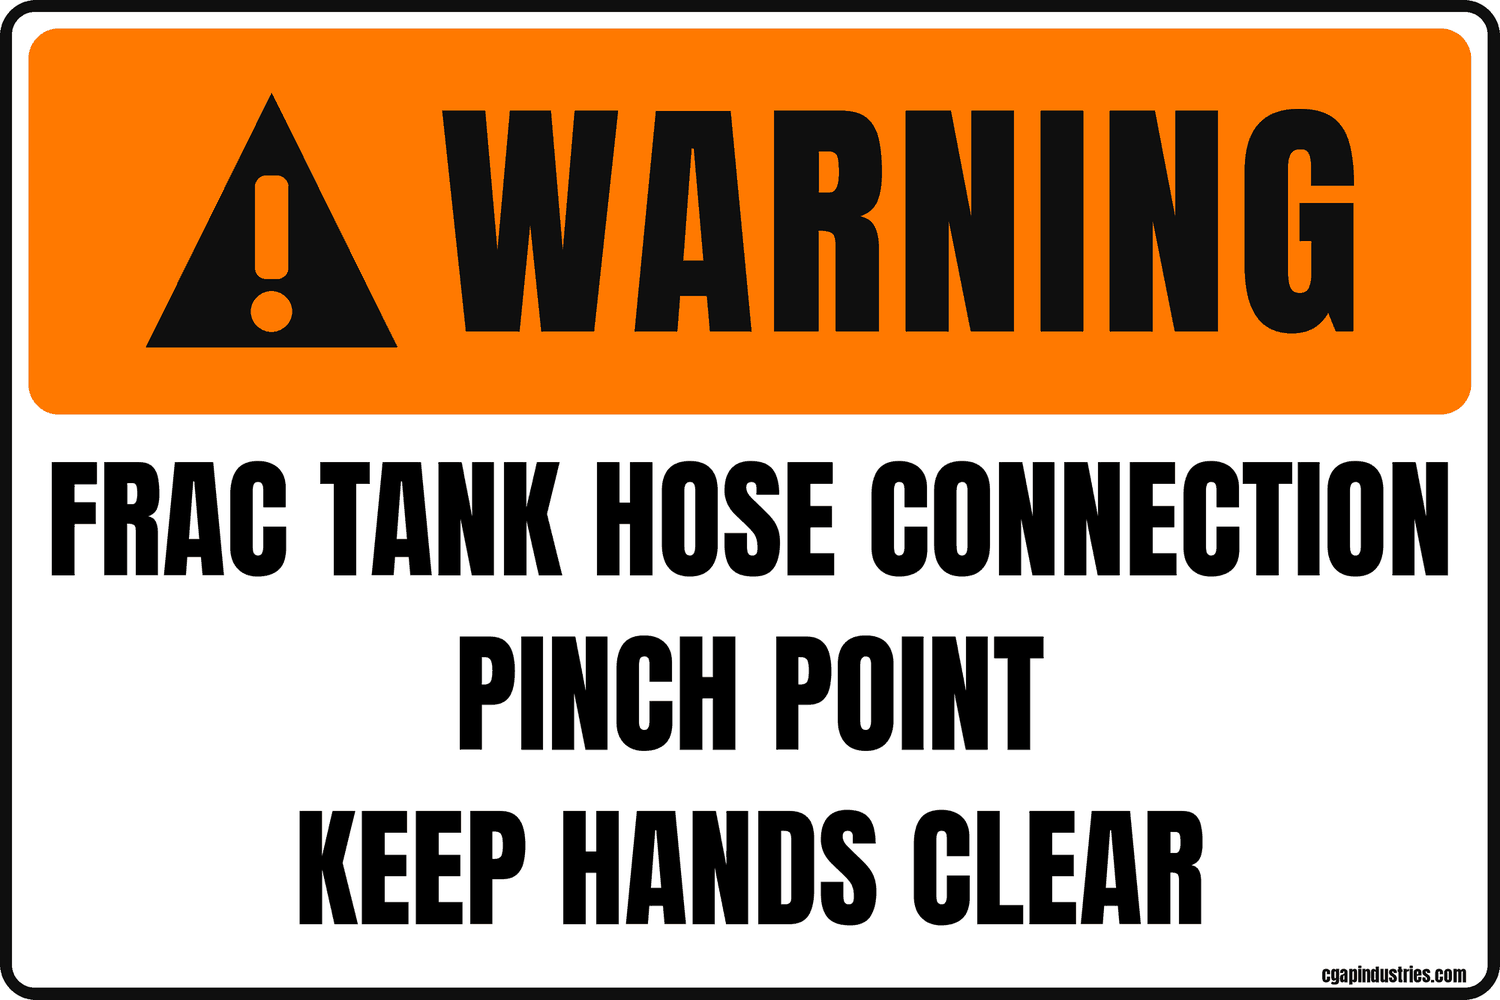 WARNING
FRAC TANK HOSE CONNECTION
PINCH POINT
KEEP HANDS CLEAR
cgapindustries.com